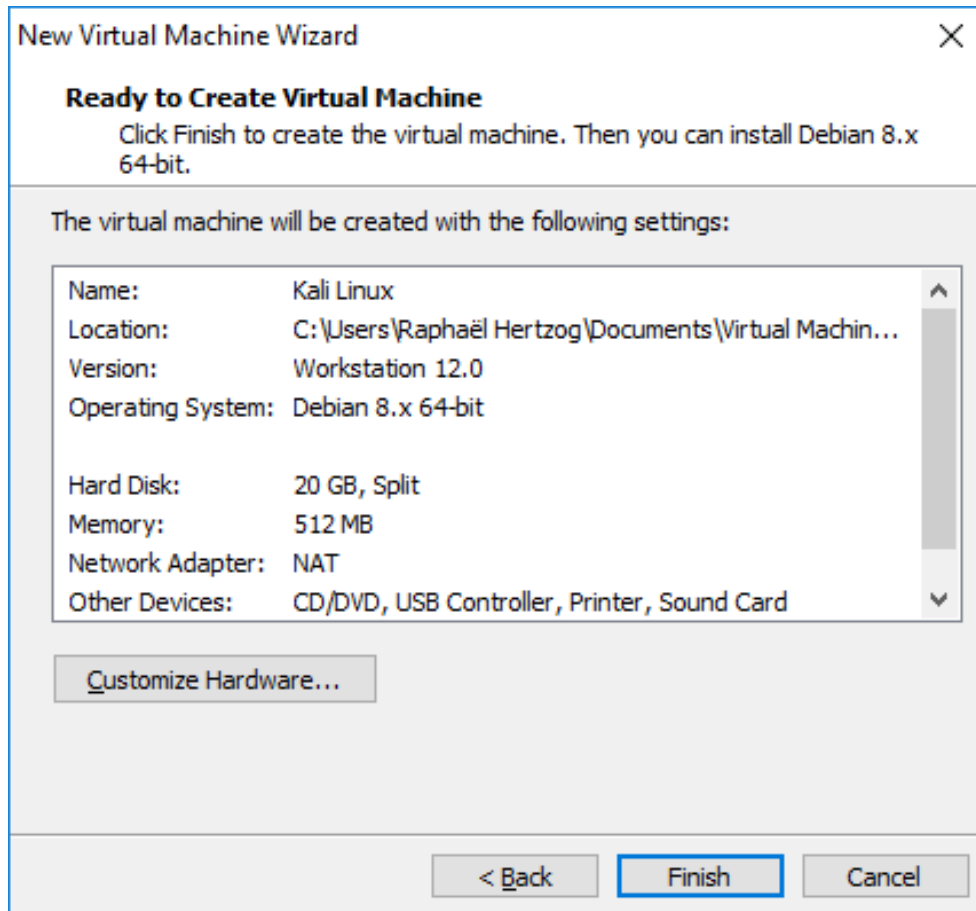 New Virtual Machine Wizard
Ready to Create Virtual Machine
Click Finish to create the virtual machine. Then you can install Debian 8.x
64-bit.
The virtual machine will be created with the following settings:
Name: Kali Linux
Location: C:\Users\Raphaël Hertzog\Documents\Virtual Machin...
Version: Workstation 12.0
Operating System: Debian 8.x 64-bit
Hard Disk: 20 GB, Split
Memory: 512 MB
Network Adapter: NAT
Other Devices: CD/DVD, USB Controller, Printer, Sound Card
Customize Hardware...
< Back Finish Cancel